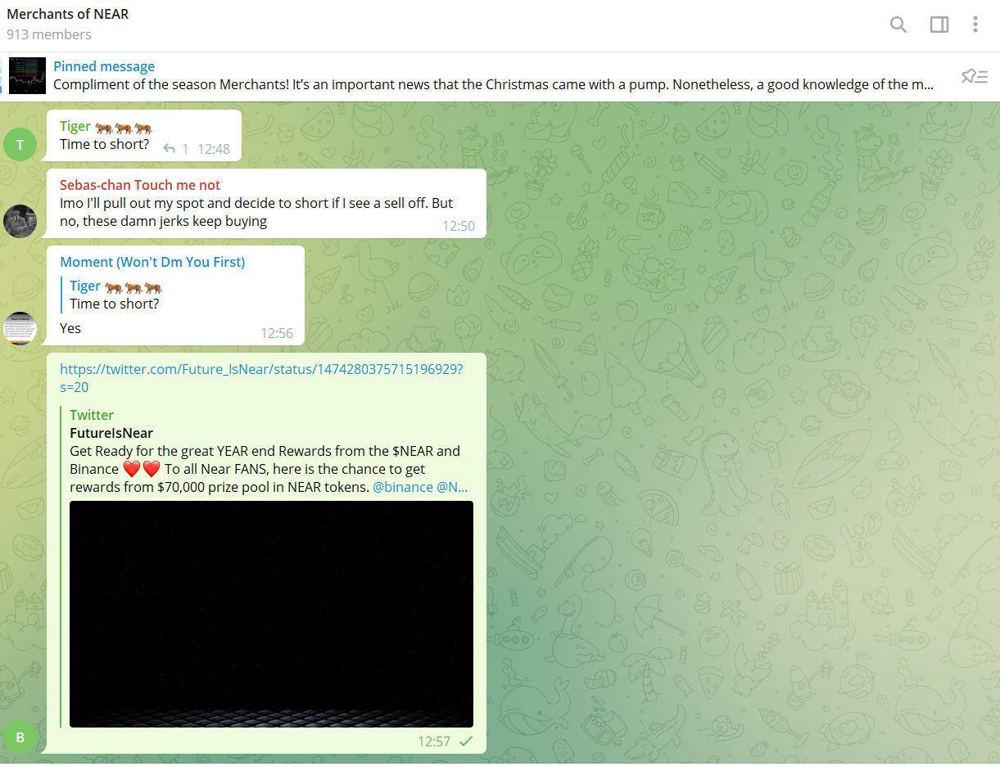 Merchants of NEAR
913 members
Pinned message
Compliment of the season Merchants! It's an important news that the Christmas came with a pump. Nonetheless, a good knowledge of the m...
Tiger 🐅🐅🐅
T
Time to short?
1 12:48
Sebas-chan Touch me not
Imo I'll pull out my spot and decide to short if I see a sell off. But
no, these damn jerks keep buying
12:50
Moment (Won't Dm You First)
Tiger 🐅🐅🐅
Time to short?
Yes
12:56
https://twitter.com/Future_IsNear/status/1474280375715196929?
s=20
Twitter
FutureIsNear
Get Ready for the great YEAR end Rewards from the $NEAR and
Binance ❤️❤️ To all Near FANS, here is the chance to get
rewards from $70,000 prize pool in NEAR tokens. @binance @N...
B
12:57